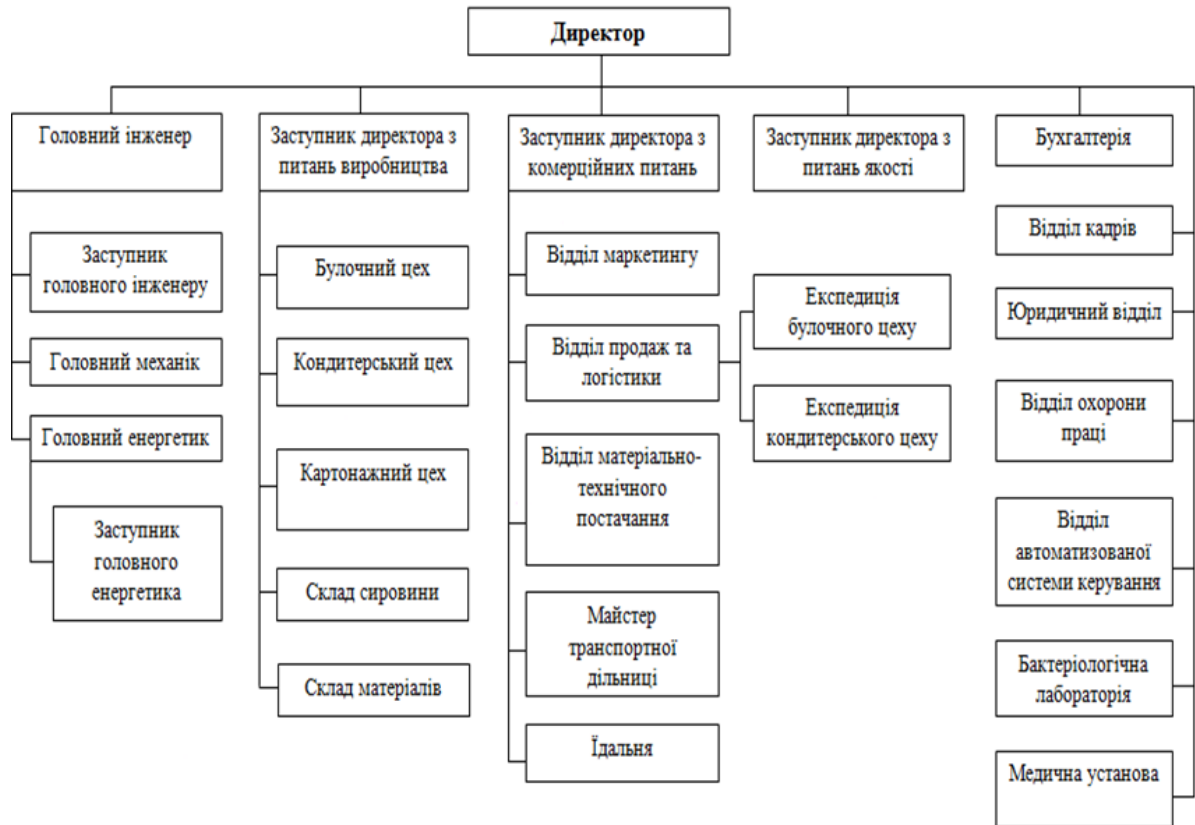 Директор
Головний інженер
Заступник
головного інженеру
Головний механік
Головний енергетик
Заступник
головного
енергетика
Заступник директора з
питань виробництва
Булочний цех
Кондитерський цех
Картонажний цех
Склад сировини
Склад матеріалів
Заступник директора з
комерційних питань
Відділ маркетингу
Відділ продаж та
логістики
Експедиція
булочного цеху
Експедиція
кондитерського цеху
Відділ матеріально-
технічного
постачання
Майстер
транспортної
дільниці
Їдальня
Заступник директора з
питань якості
Бухгалтерія
Відділ кадрів
Юридичний відділ
Відділ охорони
праці
Відділ
автоматизованої
системи керування
Бактеріологічна
лабораторія
Медична установа